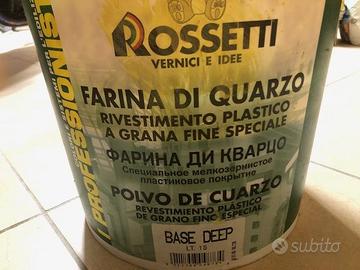 ROSSETTI
VERNICI E IDEE
I PROFESSIONISTI
FARINA DI QUARZO
RIVESTIMENTO PLASTICO
A GRANA FINE SPECIALE
ФАРИНА ДИ КВАРЦО
Специальное мелкозёрнистое
пластиковое покрытие
POLVO DE CUARZO
REVESTIMIENTO PLÁSTICO
DE GRANO FINO ESPECIAL
BASE DEEP
LT. 15
subito